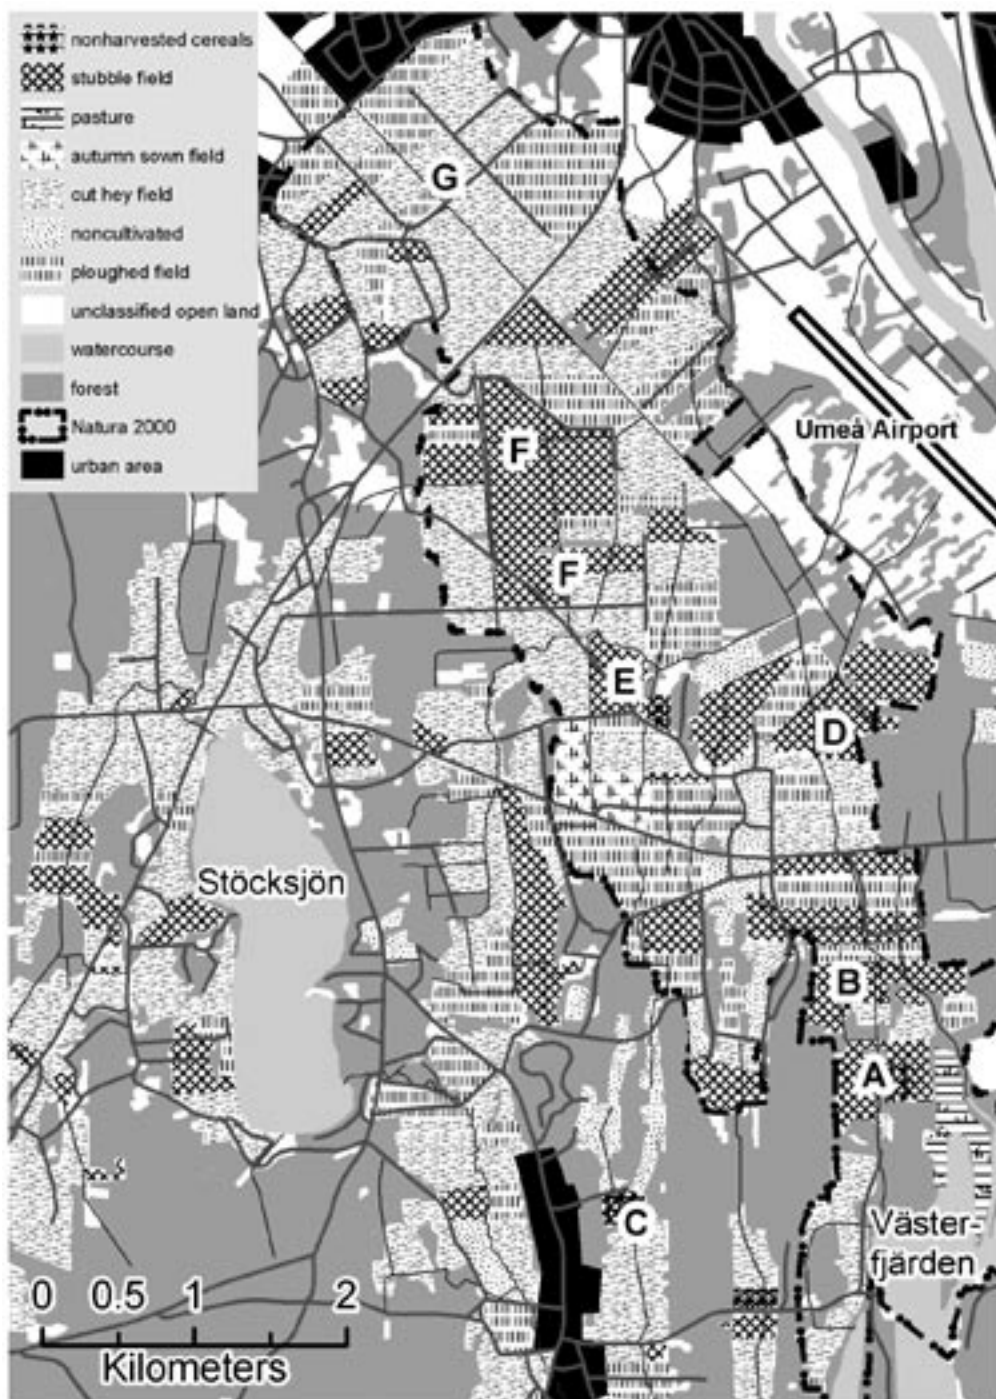 nonharvested cereals
stubble field
pasture
autumn sown field
cut hey field
noncultivated
ploughed field
unclassified open land
watercourse
forest
Natura 2000
urban area
G
Umeå Airport
F
F
E
D
Stöcksjön
B
A
C
Väster-
fjärden
0 0.5 1 2
Kilometers